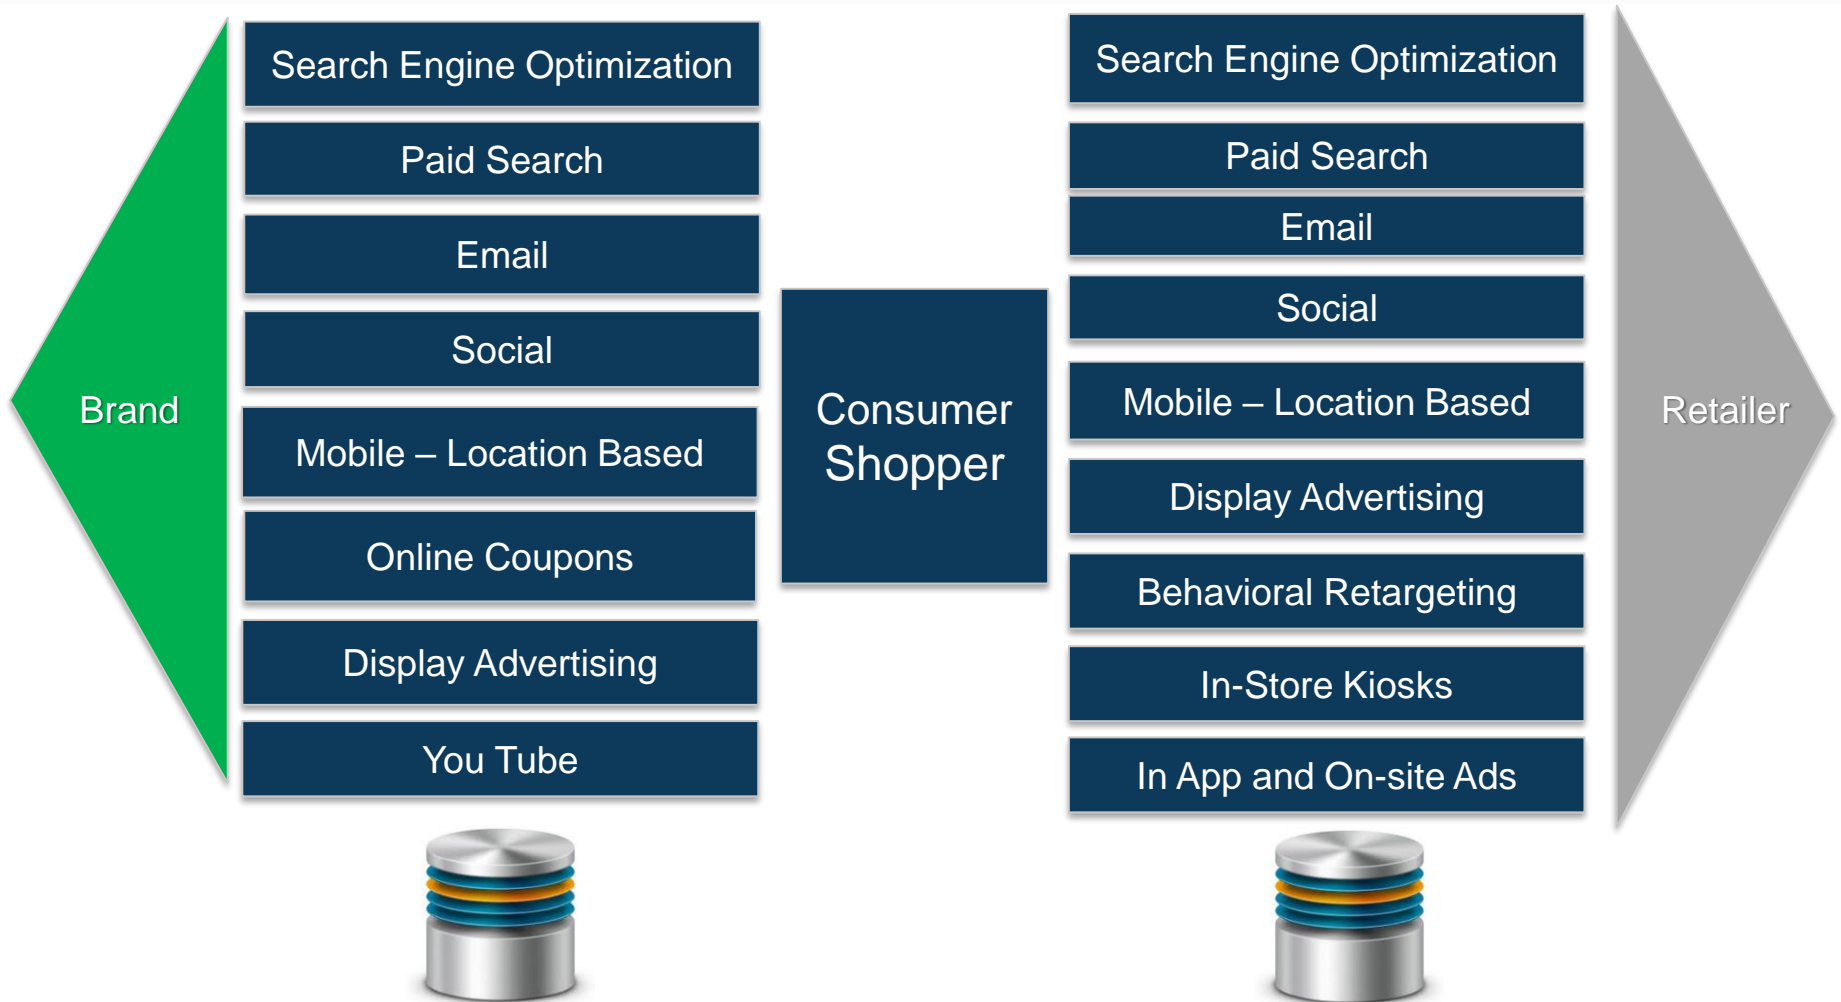 Brand
Search Engine Optimization
Paid Search
Email
Social
Mobile – Location Based
Online Coupons
Display Advertising
You Tube
Consumer
Shopper
Search Engine Optimization
Paid Search
Email
Social
Mobile – Location Based
Display Advertising
Behavioral Retargeting
In-Store Kiosks
In App and On-site Ads
Retailer